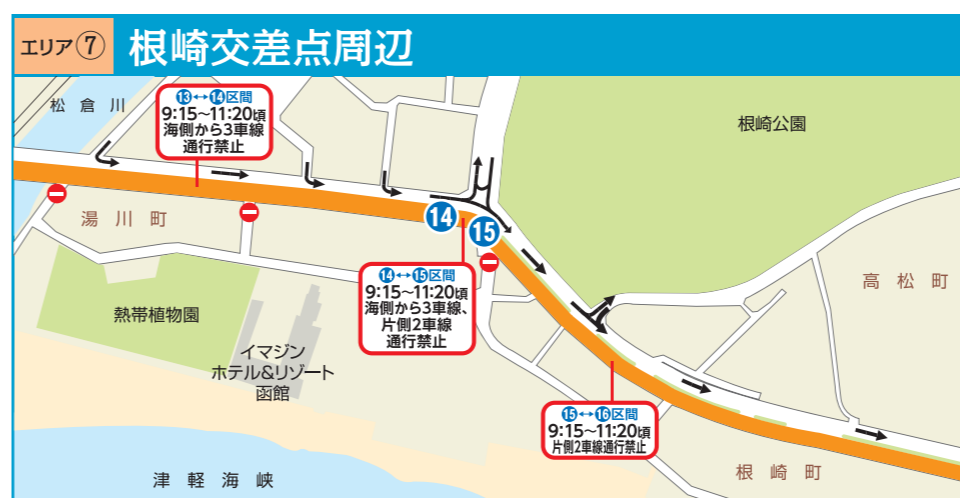 エリア⑦ 根崎交差点周辺
松倉川
⑬↔⑭区間
9:15~11:20頃
海側から3車線
通行禁止
根崎公園
湯川町
⑭
⑮
⑭↔⑮区間
9:15~11:20頃
海側から3車線、
片側2車線
通行禁止
高松町
熱帯植物園
イマジン
ホテル&リゾート
函館
⑮↔⑯区間
9:15~11:20頃
片側2車線通行禁止
津軽海峡
根崎町